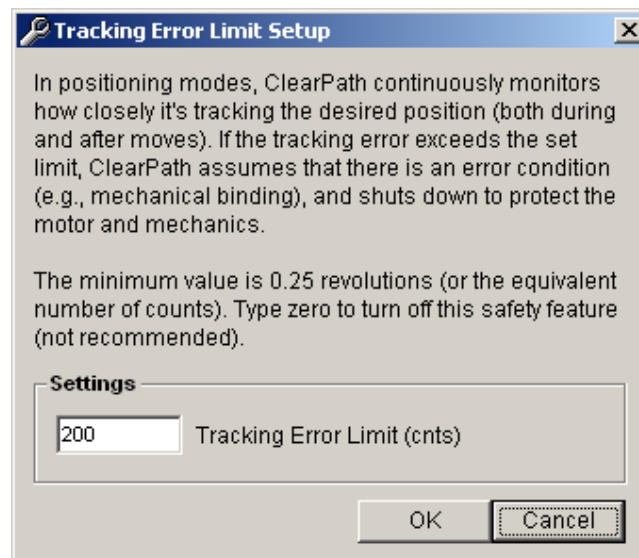 Tracking Error Limit Setup
In positioning modes, ClearPath continuously monitors
how closely it's tracking the desired position (both during
and after moves). If the tracking error exceeds the set
limit, ClearPath assumes that there is an error condition
(e.g., mechanical binding), and shuts down to protect the
motor and mechanics.
The minimum value is 0.25 revolutions (or the equivalent
number of counts). Type zero to turn off this safety feature
(not recommended).
Settings
200 Tracking Error Limit (cnts)
OK Cancel